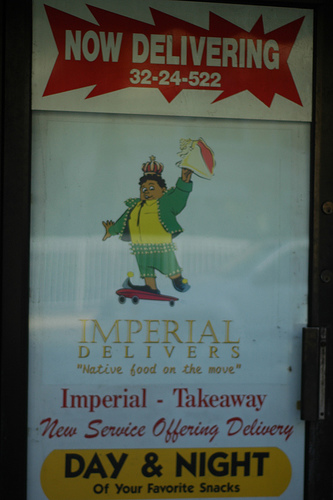 NOW DELIVERING
32-24-522
IMPERIAL
DELIVERS
"Native food on the move"
Imperial - Takeaway
New Service Offering Delivery
DAY & NIGHT
Of Your Favorite Snacks